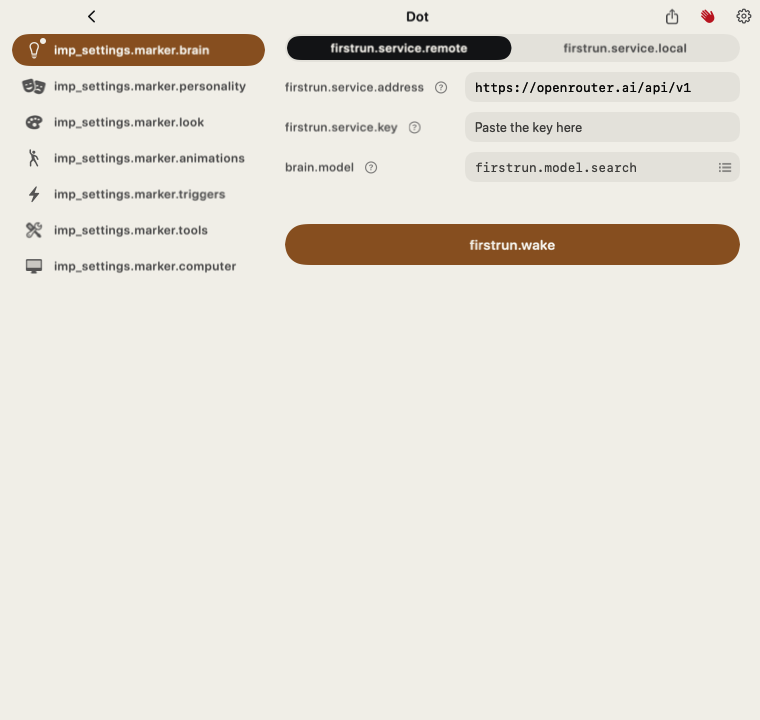 Dot
imp_settings.marker.brain
imp_settings.marker.personality
imp_settings.marker.look
imp_settings.marker.animations
imp_settings.marker.triggers
imp_settings.marker.tools
imp_settings.marker.computer
firstrun.service.remote
firstrun.service.local
firstrun.service.address
https://openrouter.ai/api/v1
firstrun.service.key
Paste the key here
brain.model
firstrun.model.search
firstrun.wake